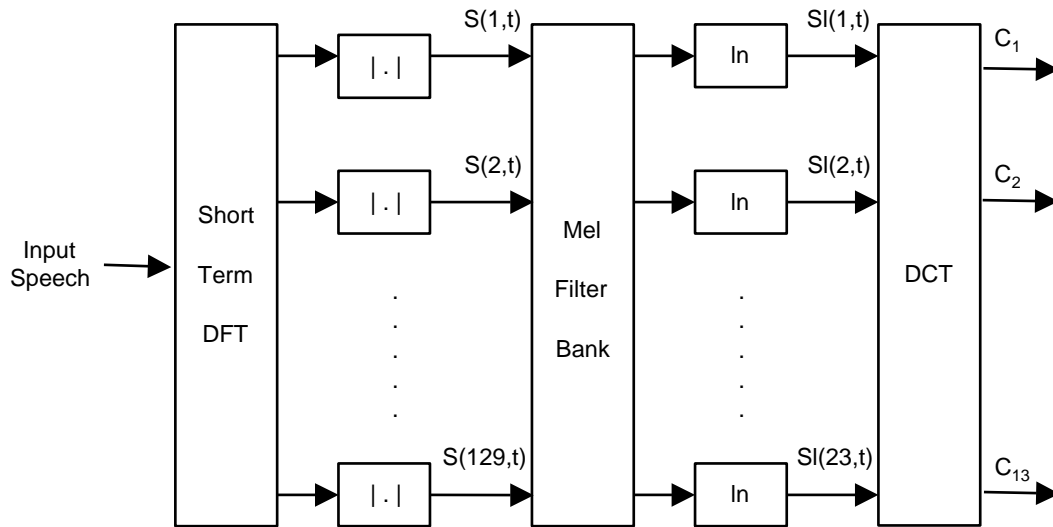 S(1,t)
Sl(1,t)
C1
| . |
ln
S(2,t)
Sl(2,t)
C2
| . |
ln
Short
Term
DFT
Mel
Filter
Bank
DCT
Input
Speech
.
.
.
.
.
.
.
.
.
.
S(129,t)
Sl(23,t)
C13
| . |
ln